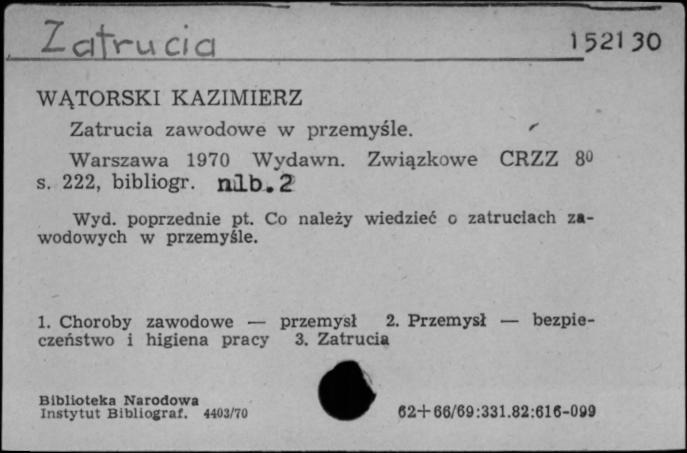 Zatrucia 152130
WĄTORSKI KAZIMIERZ
Zatrucia zawodowe w przemyśle.
Warszawa 1970 Wydawn. Związkowe CRZZ 8⁰
s. 222, bibliogr. nlb. 2
Wyd. poprzednie pt. Co należy wiedzieć o zatruciach za-
wodowych w przemyśle.
1. Choroby zawodowe — przemysł 2. Przemysł — bezpie-
czeństwo i higiena pracy 3. Zatrucia
Biblioteka Narodowa
Instytut Bibliograf. 4403/70 62+66/69:331.82:616-099